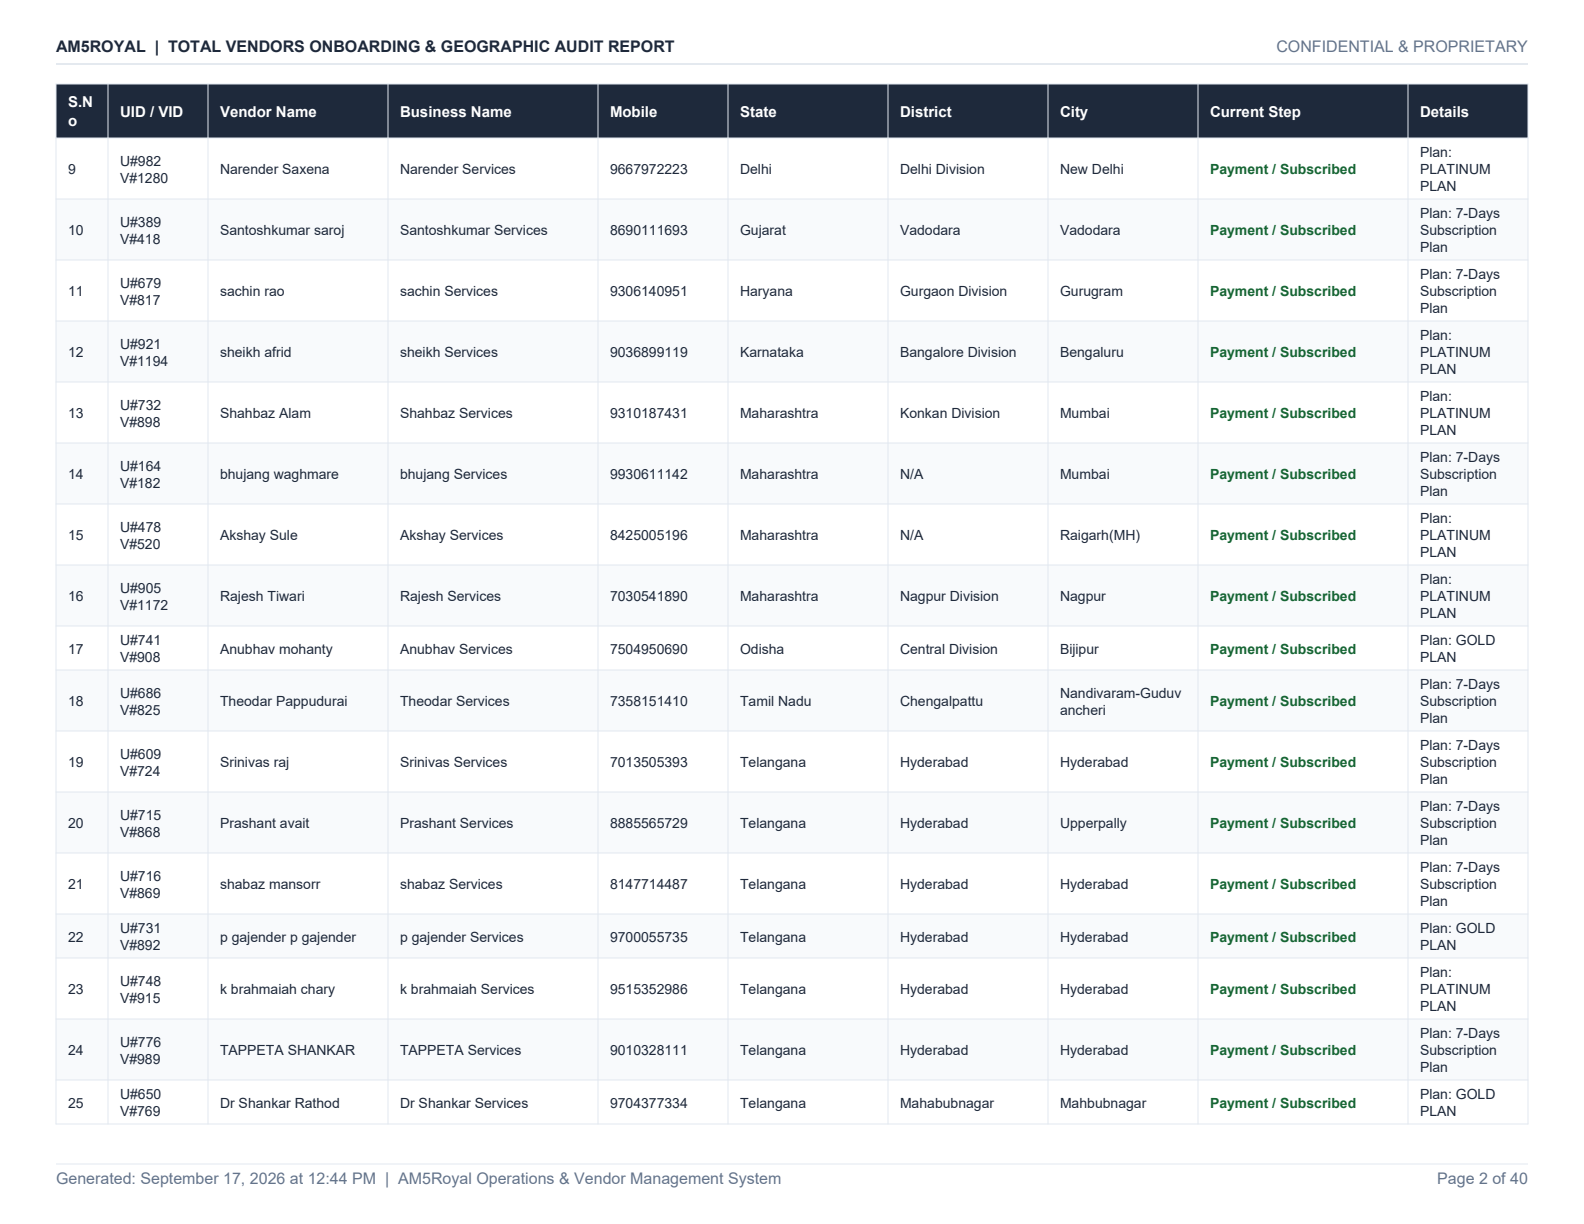 AM5ROYAL | TOTAL VENDORS ONBOARDING & GEOGRAPHIC AUDIT REPORT CONFIDENTIAL & PROPRIETARY
S.No UID / VID Vendor Name Business Name Mobile State District City Current Step Details
9 U#982 V#1280 Narender Saxena Narender Services 9667972223 Delhi Delhi Division New Delhi Payment / Subscribed Plan: PLATINUM PLAN
10 U#389 V#418 Santoshkumar saroj Santoshkumar Services 8690111693 Gujarat Vadodara Vadodara Payment / Subscribed Plan: 7-Days Subscription Plan
11 U#679 V#817 sachin rao sachin Services 9306140951 Haryana Gurgaon Division Gurugram Payment / Subscribed Plan: 7-Days Subscription Plan
12 U#921 V#1194 sheikh afrid sheikh Services 9036899119 Karnataka Bangalore Division Bengaluru Payment / Subscribed Plan: PLATINUM PLAN
13 U#732 V#898 Shahbaz Alam Shahbaz Services 9310187431 Maharashtra Konkan Division Mumbai Payment / Subscribed Plan: PLATINUM PLAN
14 U#164 V#182 bhujang waghmare bhujang Services 9930611142 Maharashtra N/A Mumbai Payment / Subscribed Plan: 7-Days Subscription Plan
15 U#478 V#520 Akshay Sule Akshay Services 8425005196 Maharashtra N/A Raigarh(MH) Payment / Subscribed Plan: PLATINUM PLAN
16 U#905 V#1172 Rajesh Tiwari Rajesh Services 7030541890 Maharashtra Nagpur Division Nagpur Payment / Subscribed Plan: PLATINUM PLAN
17 U#741 V#908 Anubhav mohanty Anubhav Services 7504950690 Odisha Central Division Bijipur Payment / Subscribed Plan: GOLD PLAN
18 U#686 V#825 Theodar Pappudurai Theodar Services 7358151410 Tamil Nadu Chengalpattu Nandivaram-Guduvancheri Payment / Subscribed Plan: 7-Days Subscription Plan
19 U#609 V#724 Srinivas raj Srinivas Services 7013505393 Telangana Hyderabad Hyderabad Payment / Subscribed Plan: 7-Days Subscription Plan
20 U#715 V#868 Prashant avait Prashant Services 8885565729 Telangana Hyderabad Upperpally Payment / Subscribed Plan: 7-Days Subscription Plan
21 U#716 V#869 shabaz mansorr shabaz Services 8147714487 Telangana Hyderabad Hyderabad Payment / Subscribed Plan: 7-Days Subscription Plan
22 U#731 V#892 p gajender p gajender p gajender Services 9700055735 Telangana Hyderabad Hyderabad Payment / Subscribed Plan: GOLD PLAN
23 U#748 V#915 k brahmaiah chary k brahmaiah Services 9515352986 Telangana Hyderabad Hyderabad Payment / Subscribed Plan: PLATINUM PLAN
24 U#776 V#989 TAPPETA SHANKAR TAPPETA Services 9010328111 Telangana Hyderabad Hyderabad Payment / Subscribed Plan: 7-Days Subscription Plan
25 U#650 V#769 Dr Shankar Rathod Dr Shankar Services 9704377334 Telangana Mahabubnagar Mahbubnagar Payment / Subscribed Plan: GOLD PLAN
Generated: September 17, 2026 at 12:44 PM | AM5Royal Operations & Vendor Management System Page 2 of 40